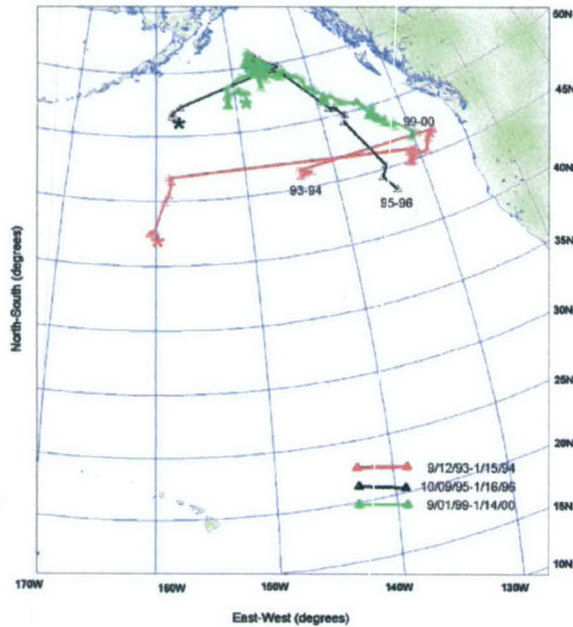 50N
45N
99-00
40N
93-94
95-96
35N
North-South (degrees)
30N
25N
20N
9/12/93-1/15/94
10/09/95-1/16/96
9/01/99-1/14/00
15N
10N
170W
160W
150W
140W
130W
East-West (degrees)